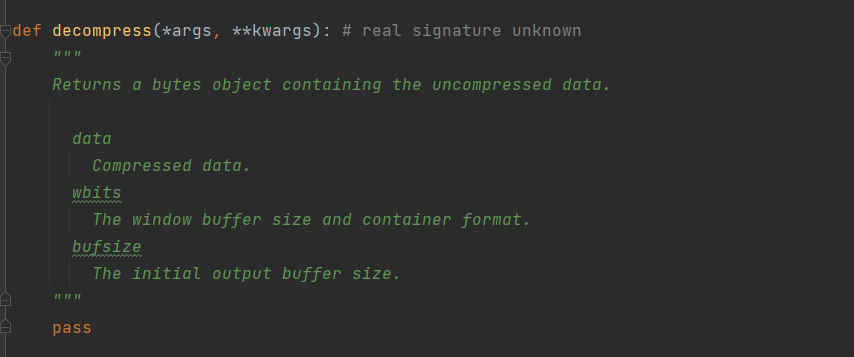 def decompress(*args, **kwargs): # real signature unknown
"""
Returns a bytes object containing the uncompressed data.
data
Compressed data.
wbits
The window buffer size and container format.
bufsize
The initial output buffer size.
"""
pass